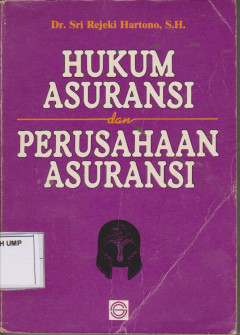 Dr. Sri Rejeki Hartono, S.H.
HUKUM
ASURANSI
dan
PERUSAHAAN
ASURANSI
H UMP